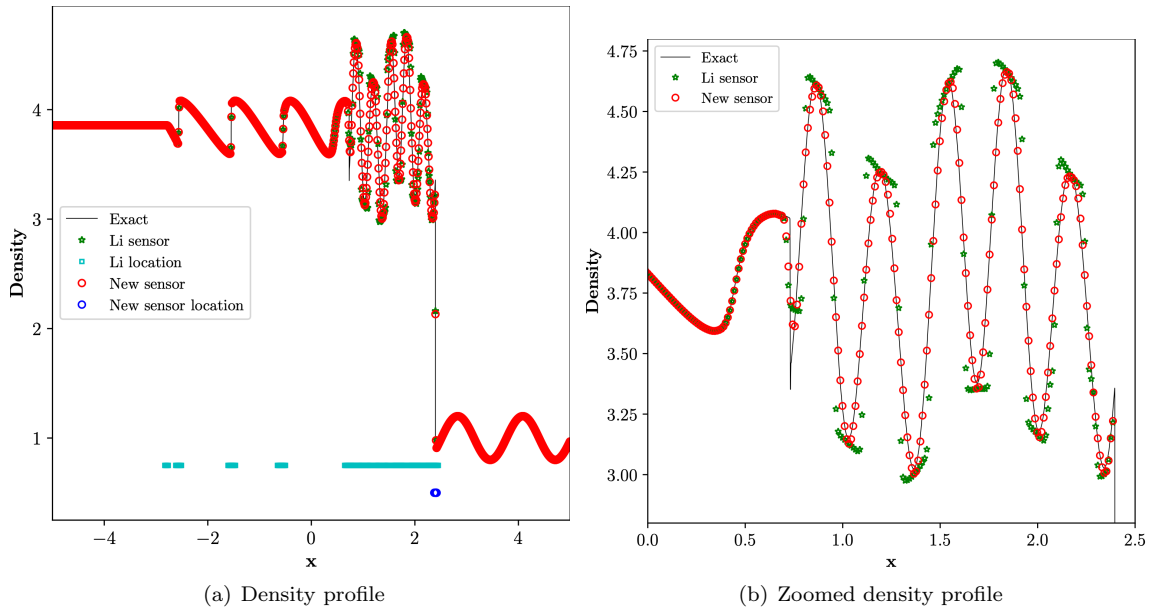 Density
4
3
2
1
Exact
Li sensor
Li location
New sensor
New sensor location
−4
−2
0
2
4
x
(a) Density profile
Density
4.75
4.50
4.25
4.00
3.75
3.50
3.25
3.00
Exact
Li sensor
New sensor
0.0
0.5
1.0
1.5
2.0
2.5
x
(b) Zoomed density profile